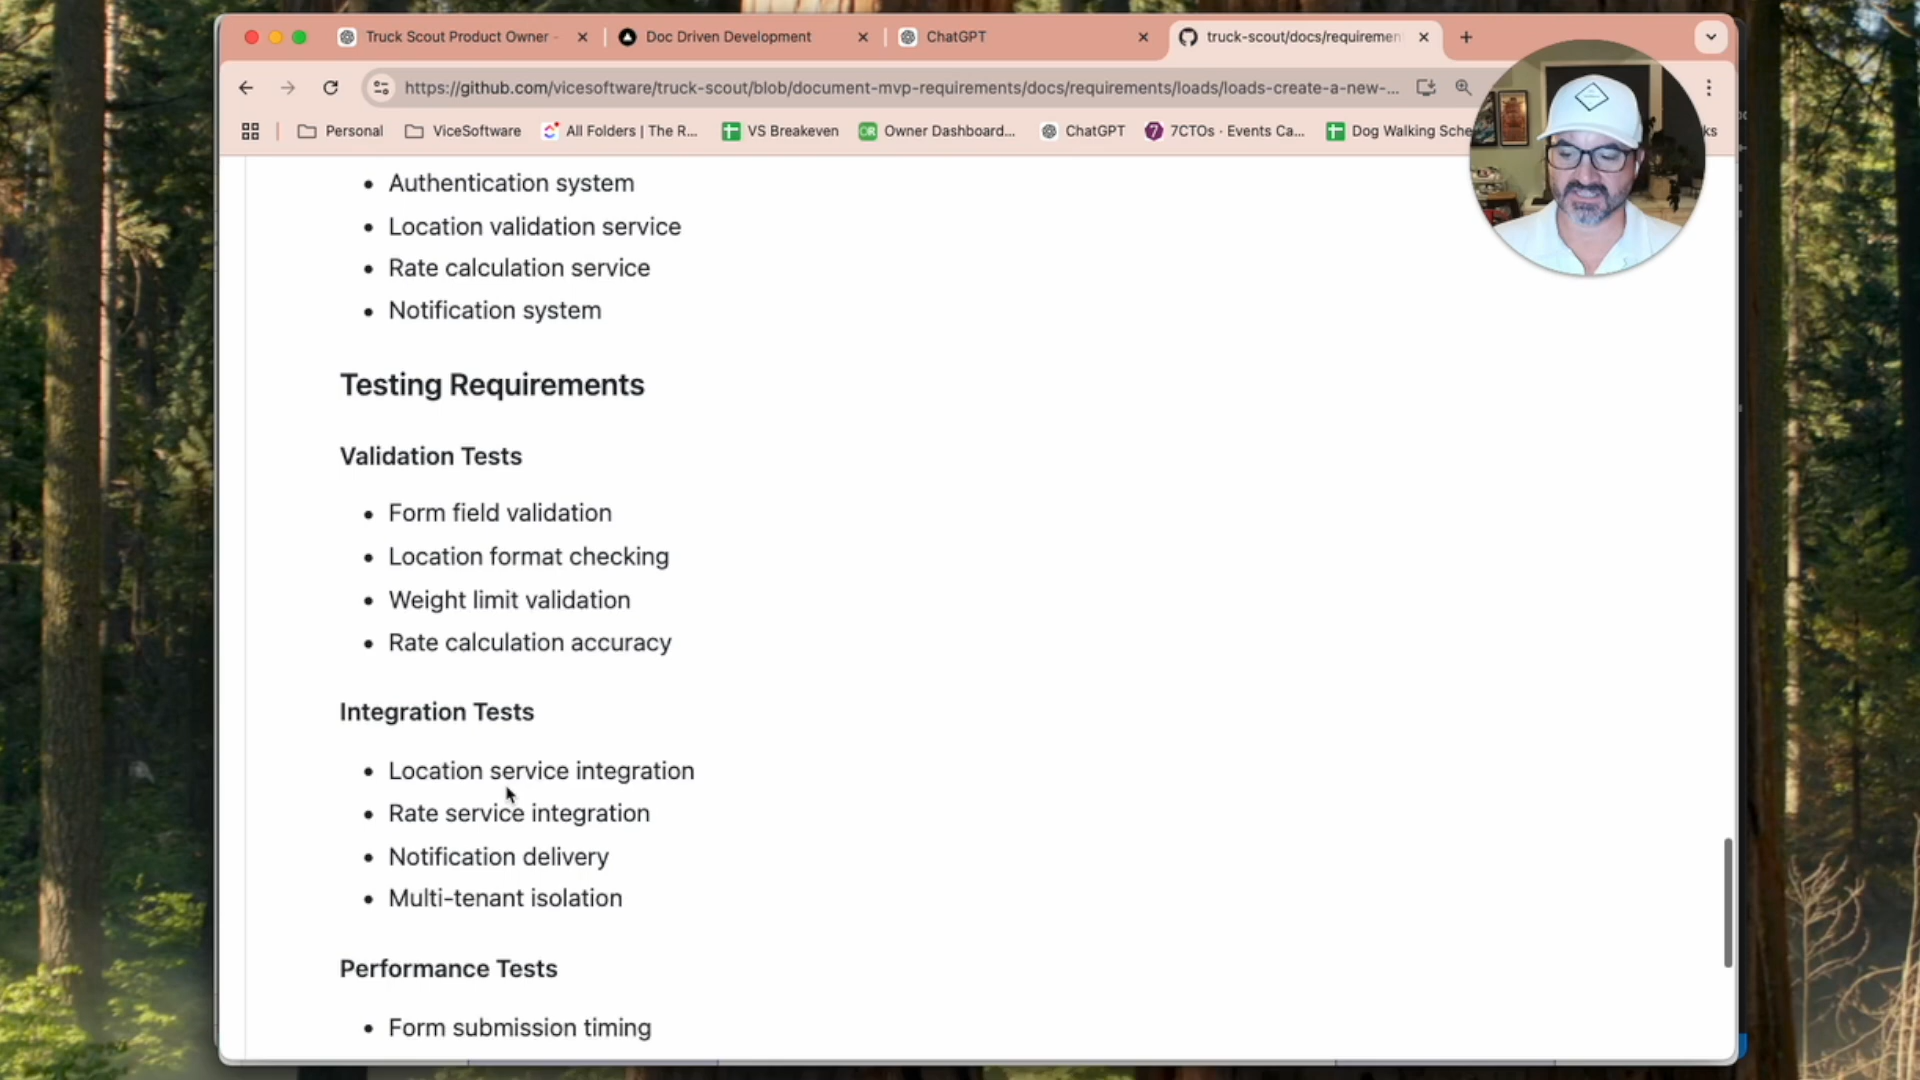 Truck Scout Product Owner -
Doc Driven Development
ChatGPT
truck-scout/docs/requiremen
https://github.com/vicesoftware/truck-scout/blob/document-mvp-requirements/docs/requirements/loads/loads-create-a-new-...
Personal
ViceSoftware
All Folders | The R...
VS Breakeven
OR
Owner Dashboard...
ChatGPT
7
7CTOs · Events Ca...
Dog Walking Sche
ks
Authentication system
Location validation service
Rate calculation service
Notification system
Testing Requirements
Validation Tests
Form field validation
Location format checking
Weight limit validation
Rate calculation accuracy
Integration Tests
Location service integration
Rate service integration
Notification delivery
Multi-tenant isolation
Performance Tests
Form submission timing